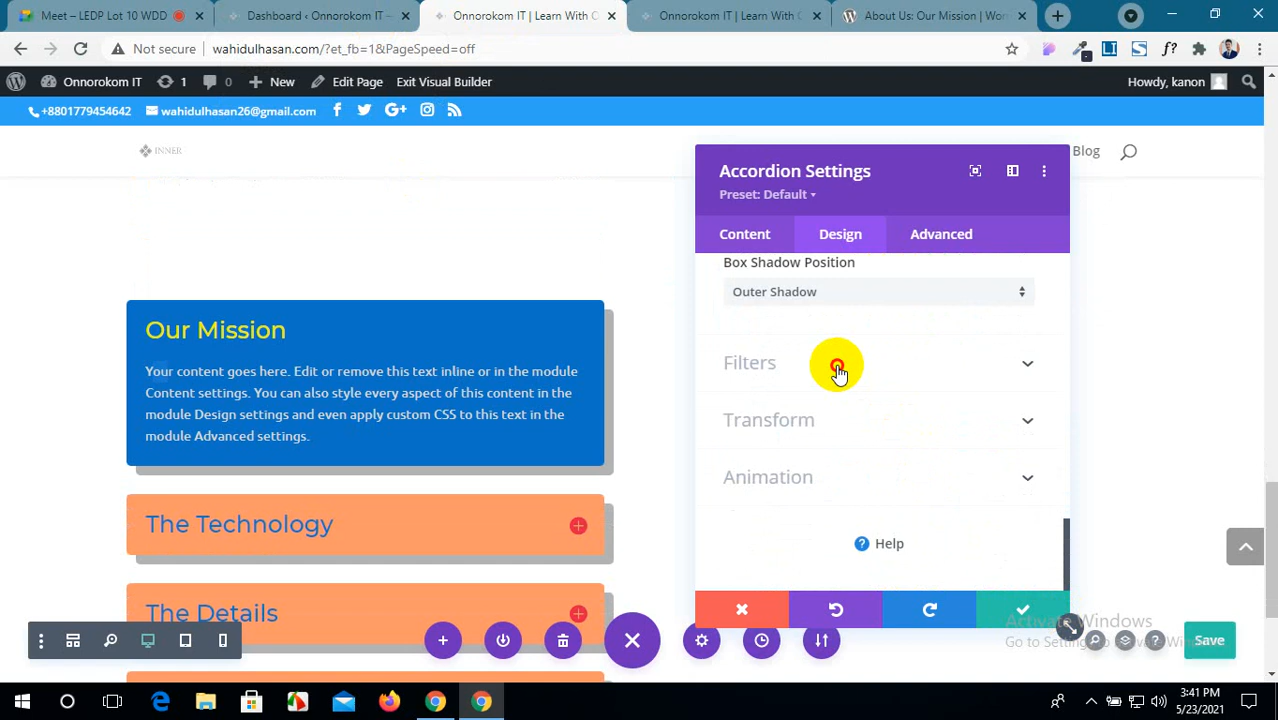 Meet – LEDP Lot 10 WDD
Dashboard ‹ Onnorokom IT —
Onnorokom IT | Learn With O
Onnorokom IT | Learn With O
About Us: Our Mission | Wor
Not secure
wahidulhasan.com/?et_fb=1&PageSpeed=off
Onnorokom IT
1
0
New
Edit Page
Exit Visual Builder
Howdy, kanon
+8801779454642
wahidulhasan26@gmail.com
INNER
Blog
Accordion Settings
Preset: Default
Content
Design
Advanced
Box Shadow Position
Outer Shadow
Filters
Transform
Animation
Help
Our Mission
Your content goes here. Edit or remove this text inline or in the module
Content settings. You can also style every aspect of this content in the
module Design settings and even apply custom CSS to this text in the
module Advanced settings.
The Technology
The Details
Activate Windows
Go to Settings to activate Windows.
Save
3:41 PM
5/23/2021